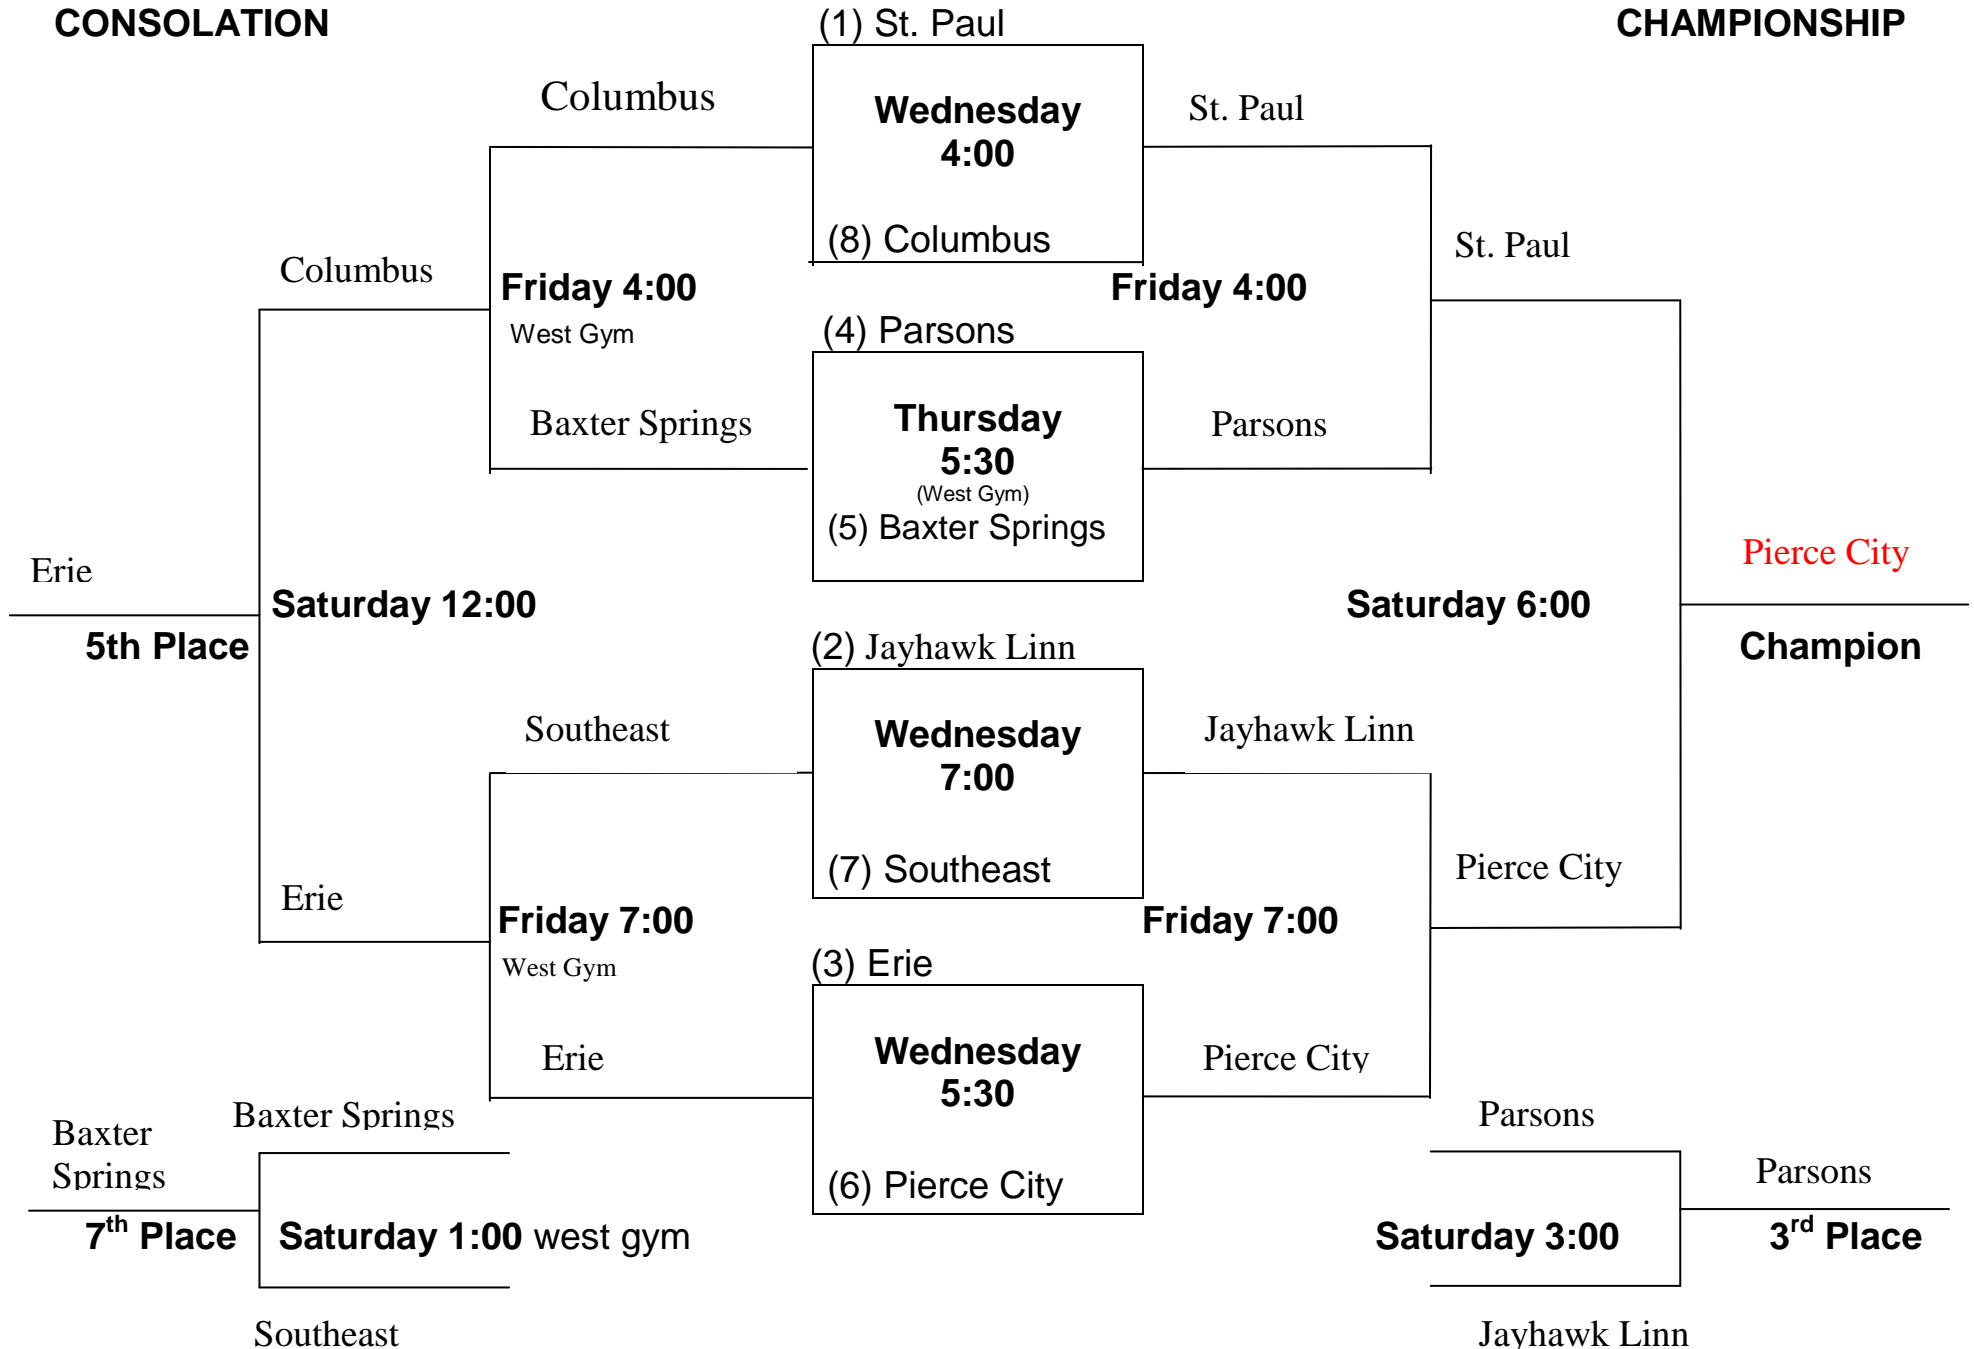 CONSOLATION
(1) St. Paul
CHAMPIONSHIP
Columbus
Wednesday
4:00
St. Paul
(8) Columbus
St. Paul
Columbus
Friday 4:00
West Gym
Friday 4:00
(4) Parsons
Baxter Springs
Thursday
5:30
(West Gym)
(5) Baxter Springs
Parsons
Erie
5th Place
Saturday 12:00
Saturday 6:00
Pierce City
Champion
(2) Jayhawk Linn
Southeast
Wednesday
7:00
Jayhawk Linn
(7) Southeast
Pierce City
Erie
Friday 7:00
West Gym
Friday 7:00
(3) Erie
Erie
Wednesday
5:30
Pierce City
(6) Pierce City
Baxter Springs
Baxter
Springs
7th Place
Saturday 1:00 west gym
Southeast
Parsons
Parsons
Saturday 3:00
3rd Place
Jayhawk Linn